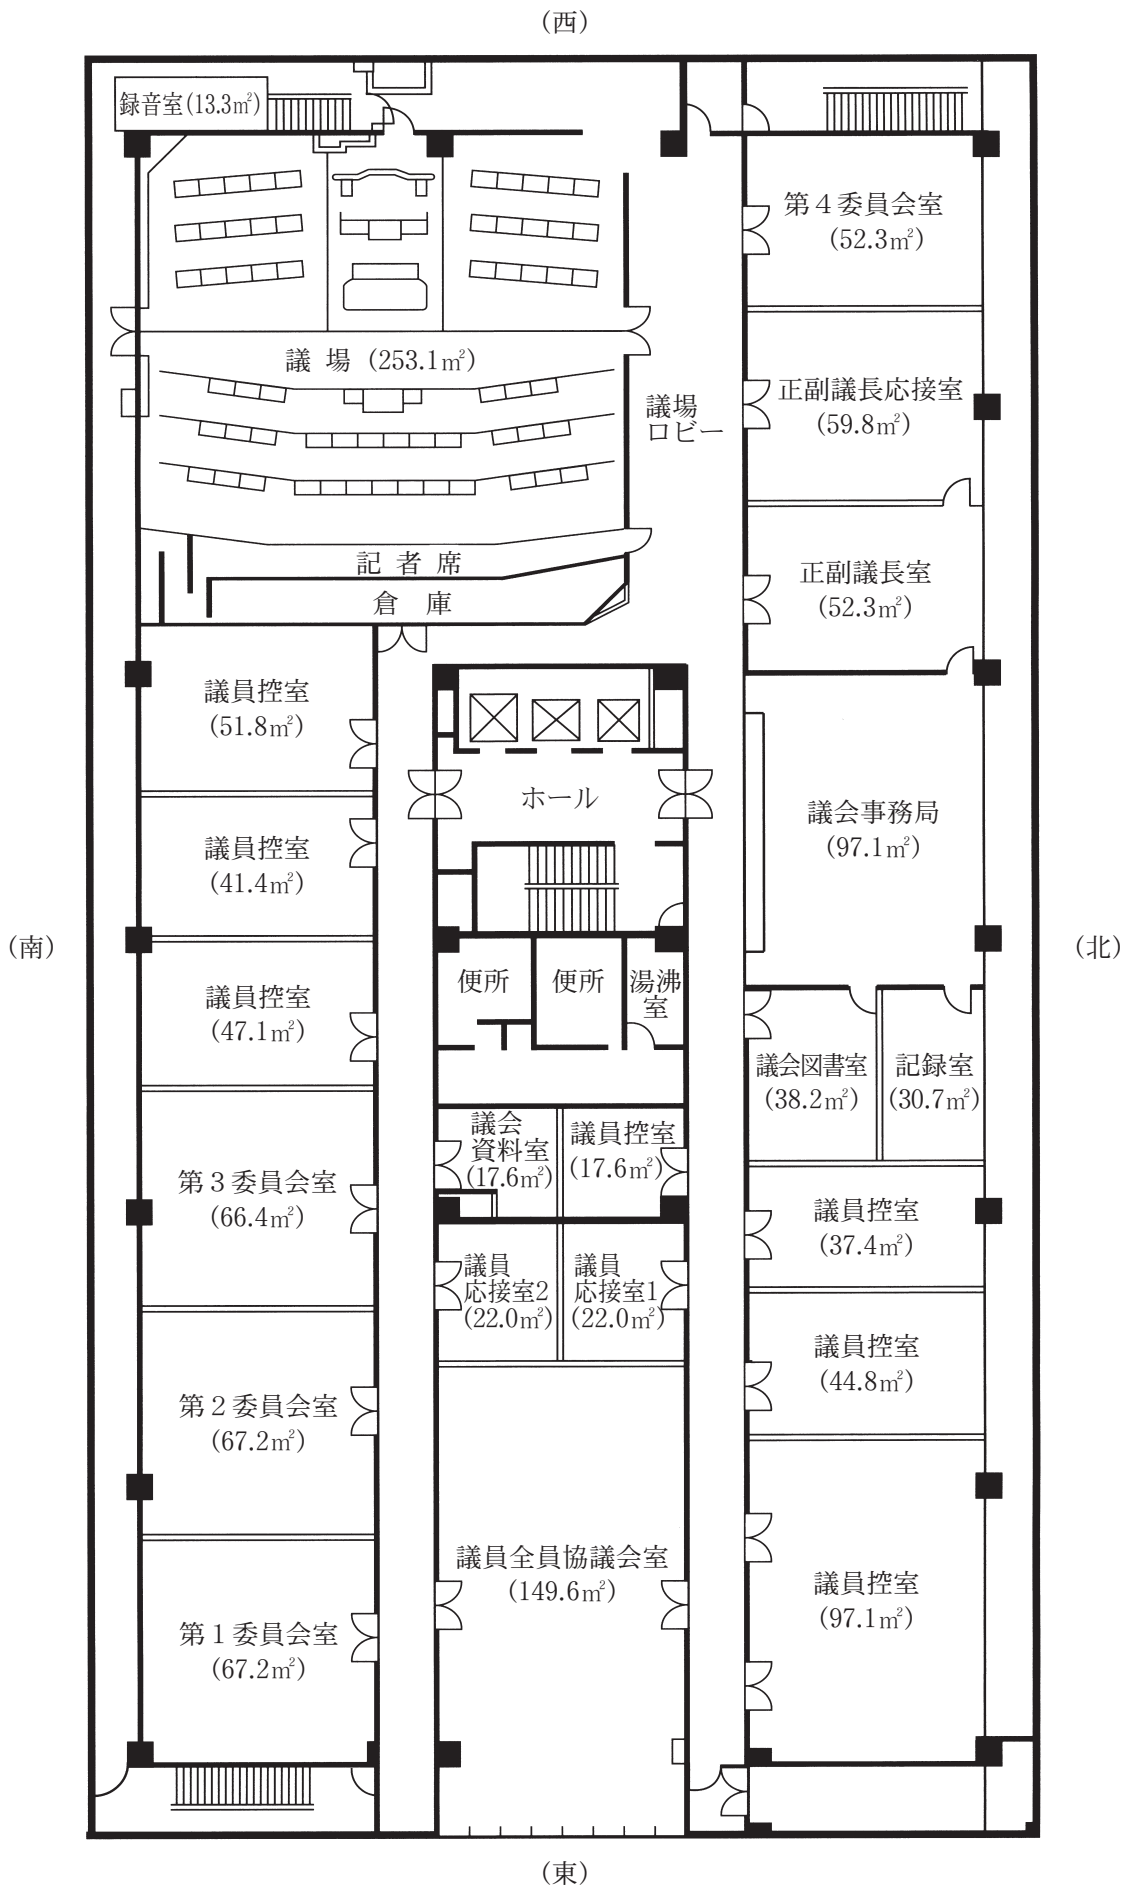 （西）
録音室(13.3㎡)
第４委員会室
(52.3㎡)
議 場 (253.1㎡)
正副議長応接室
(59.8㎡)
議場
ロビー
記 者 席
正副議長室
(52.3㎡)
倉 庫
議員控室
(51.8㎡)
ホール
議会事務局
(97.1㎡)
議員控室
(41.4㎡)
（南）
（北）
便所
便所
湯沸
室
議員控室
(47.1㎡)
議会図書室
(38.2㎡)
記録室
(30.7㎡)
議会
資料室
(17.6㎡)
議員控室
(17.6㎡)
第３委員会室
(66.4㎡)
議員控室
(37.4㎡)
議員
応接室2
(22.0㎡)
議員
応接室1
(22.0㎡)
議員控室
(44.8㎡)
第２委員会室
(67.2㎡)
議員全員協議会室
(149.6㎡)
議員控室
(97.1㎡)
第１委員会室
(67.2㎡)
（東）